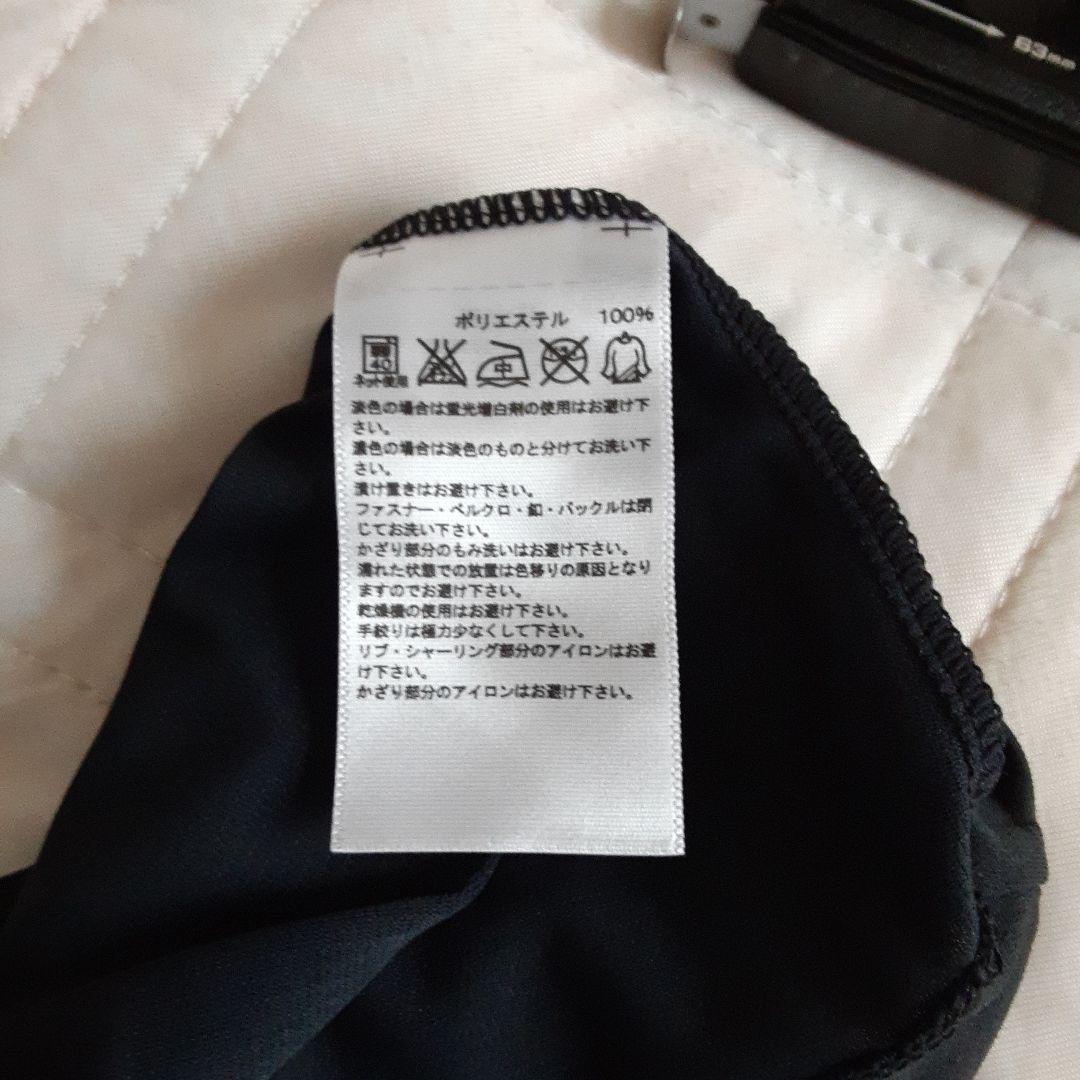 63mm
ポリエステル 100%
40 中
ネット使用
淡色の場合は蛍光増白剤の使用はお避け下
さい。
濃色の場合は淡色のものと分けてお洗い下
さい。
漬け置きはお避け下さい。
ファスナー・ベルクロ・釦・バックルは閉
じてお洗い下さい。
かざり部分のもみ洗いはお避け下さい。
濡れた状態での放置は色移りの原因となり
ますのでお避け下さい。
乾燥機の使用はお避け下さい。
手絞りは極力少なくして下さい。
リブ・シャーリング部分のアイロンはお避
け下さい。
かざり部分のアイロンはお避け下さい。